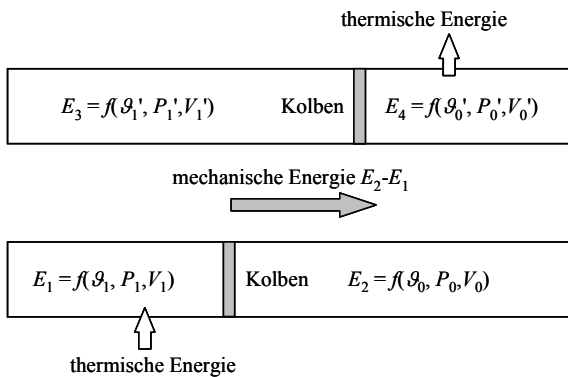 thermische Energie
E₃ = f(ϑ₁', P₁',V₁') Kolben E₄ = f(ϑ₀', P₀',V₀')
mechanische Energie E₂-E₁
E₁ = f(ϑ₁, P₁,V₁) Kolben E₂ = f(ϑ₀, P₀,V₀)
thermische Energie